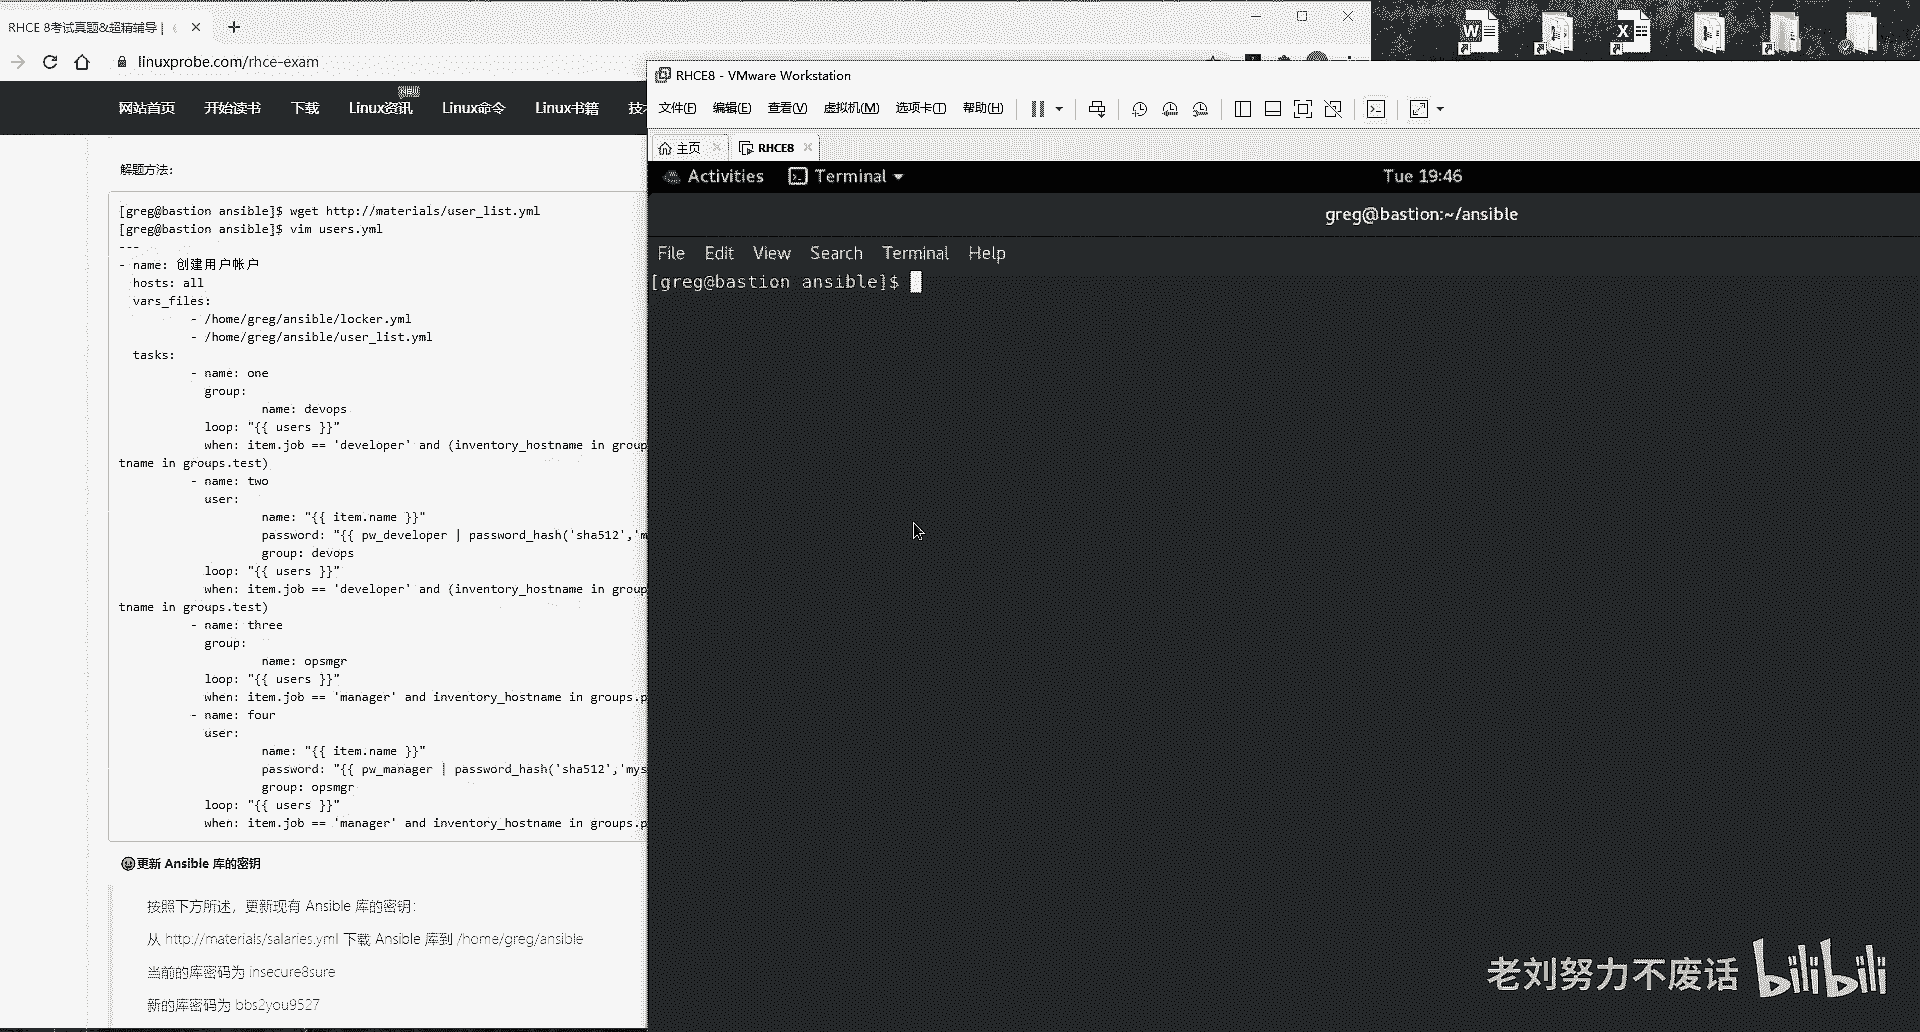 RHCE 8考试真题&超精辅导 |
linuxprobe.com/rhce-exam
网站首页 开始读书 下载 Linux资讯 Linux命令 Linux书籍
解题方法:
[greg@bastion ansible]$ wget http://materials/user_list.yml
[greg@bastion ansible]$ vim users.yml
---
- name: 创建用户帐户
hosts: all
vars_files:
- /home/greg/ansible/locker.yml
- /home/greg/ansible/user_list.yml
tasks:
- name: one
group:
name: devops
loop: "{{ users }}"
when: item.job == 'developer' and (inventory_hostname in group
tname in groups.test)
- name: two
user:
name: "{{ item.name }}"
password: "{{ pw_developer | password_hash('sha512','m
group: devops
loop: "{{ users }}"
when: item.job == 'developer' and (inventory_hostname in group
tname in groups.test)
- name: three
group:
name: opsmgr
loop: "{{ users }}"
when: item.job == 'manager' and inventory_hostname in groups.p
- name: four
user:
name: "{{ item.name }}"
password: "{{ pw_manager | password_hash('sha512','mys
group: opsmgr
loop: "{{ users }}"
when: item.job == 'manager' and inventory_hostname in groups.p
更新 Ansible 库的密钥
按照下方所述，更新现有 Ansible 库的密钥：
从 http://materials/salaries.yml 下载 Ansible 库到 /home/greg/ansible
当前的库密码为 insecure8sure
新的库密码为 bbs2you9527
RHCE8 - VMware Workstation
文件(F) 编辑(E) 查看(V) 虚拟机(M) 选项卡(T) 帮助(H)
主页 RHCE8
Activities Terminal Tue 19:46
greg@bastion:~/ansible
File Edit View Search Terminal Help
[greg@bastion ansible]$
老刘努力不废话 bilibili